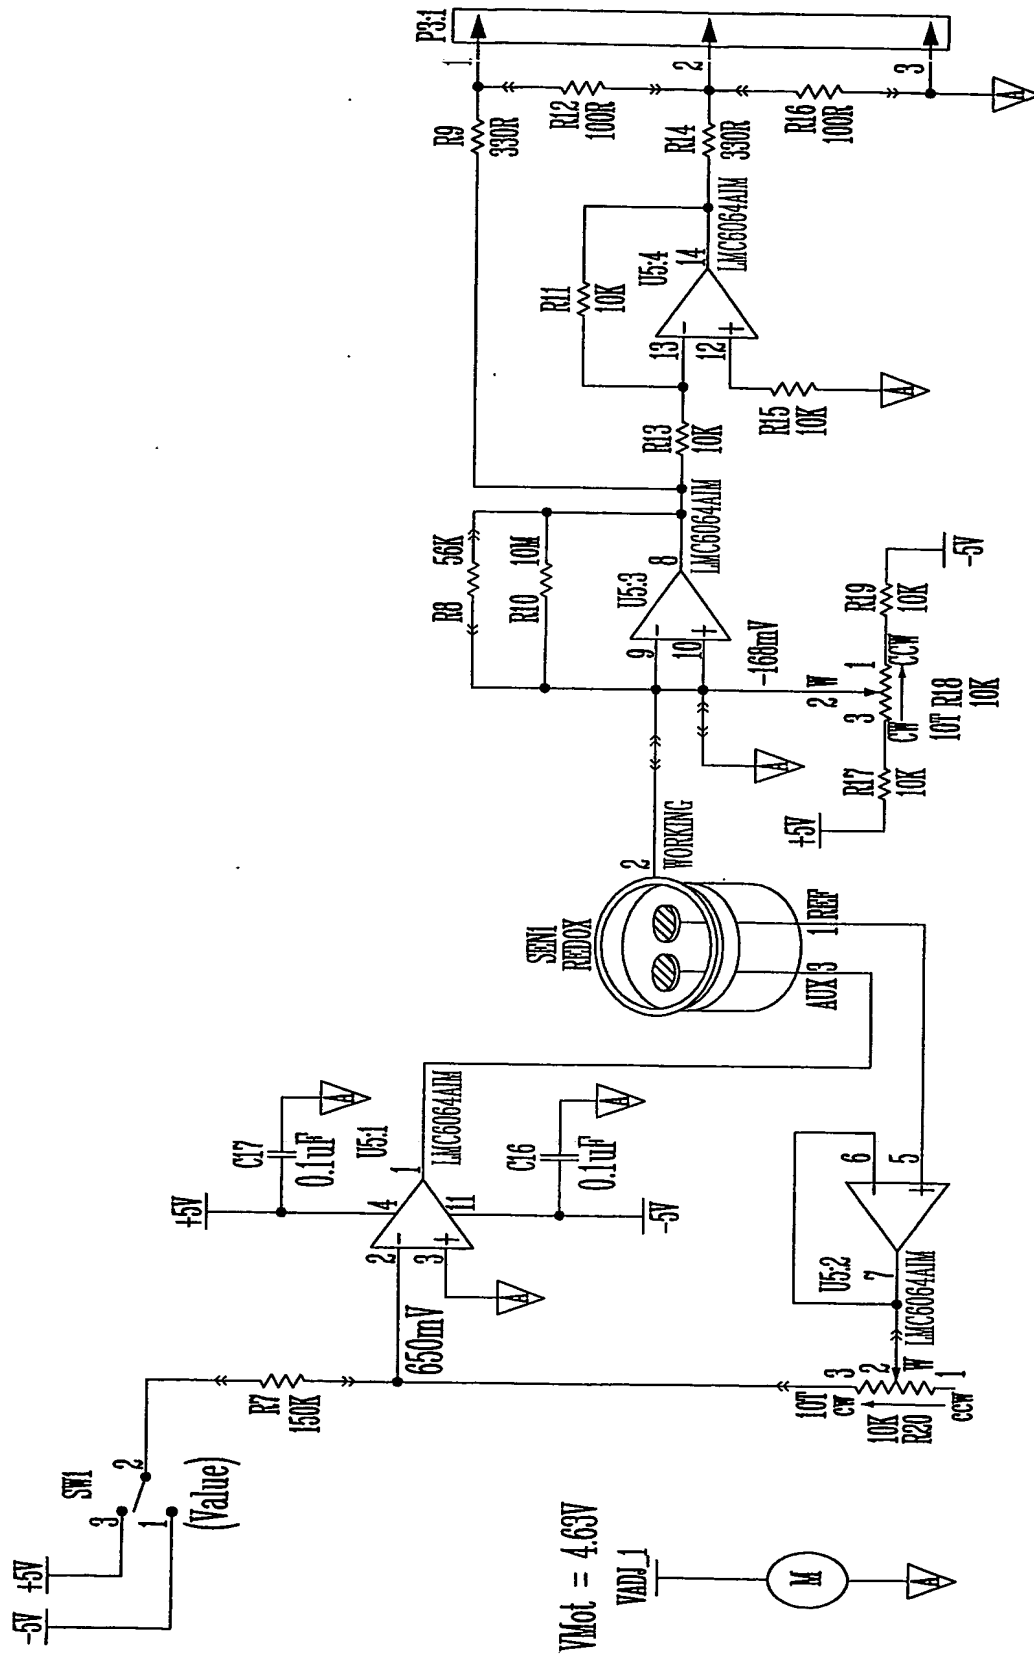 -5V
+5V
3
1
2
SW1
(Value)
R7
150K
650mV
+5V
C17
0.1uF
A
2
3
4
11
1
U5:1
LMC6064AIM
A
-5V
C16
0.1uF
A
VMot = 4.63V
VADJ_1
M
A
10T
CW
3
2
W
1
CCW
10K
R20
U5:2
7
LMC6064AIM
6
5
SEN1
REDOX
AUX 3
1 REF
2
WORKING
R8
56K
R10
10M
U5:3
9
10
8
LMC6064AIM
-168mV
A
+5V
R17
10K
2
W
3
1
CW
CCW
10T R18
10K
R19
10K
-5V
R13
10K
R11
10K
U5:4
13
12
14
LMC6064AIM
R15
10K
A
R9
330R
R12
100R
R14
330R
R16
100R
P3:1
1
2
3
A